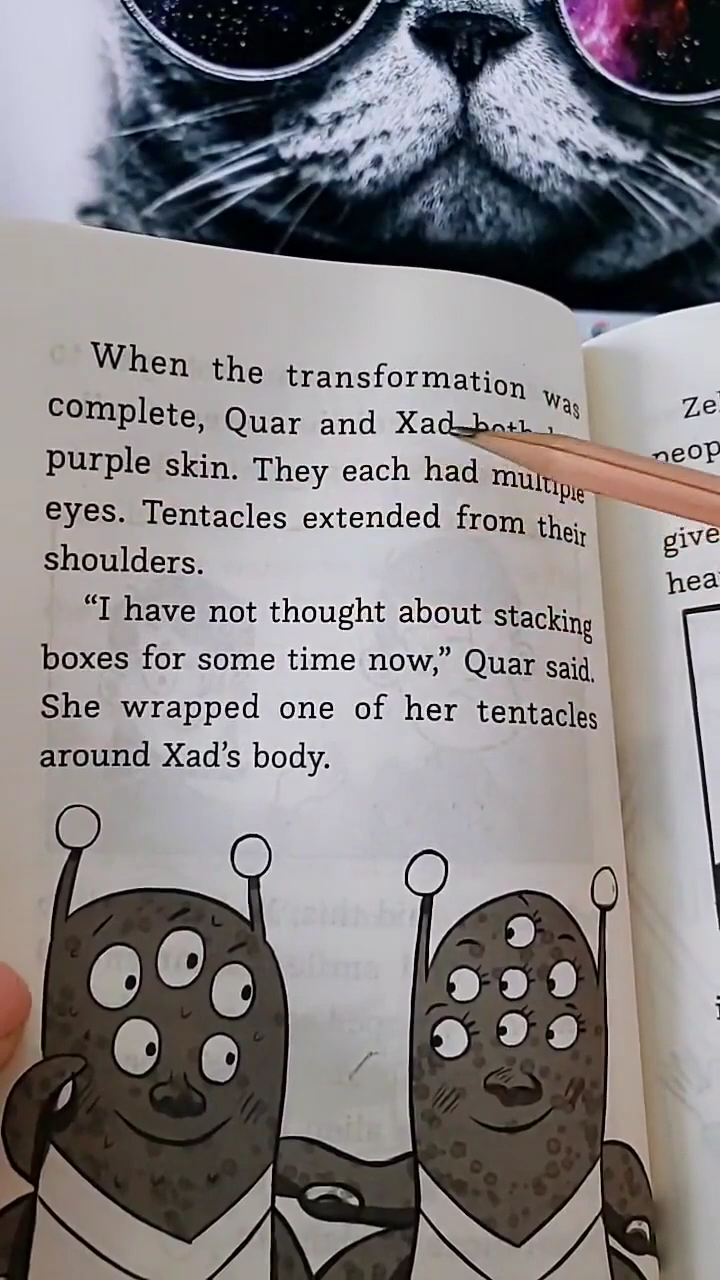 When the transformation was
complete, Quar and Xad both
purple skin. They each had multiple
eyes. Tentacles extended from their
shoulders.
“I have not thought about stacking
boxes for some time now,” Quar said.
She wrapped one of her tentacles
around Xad’s body.